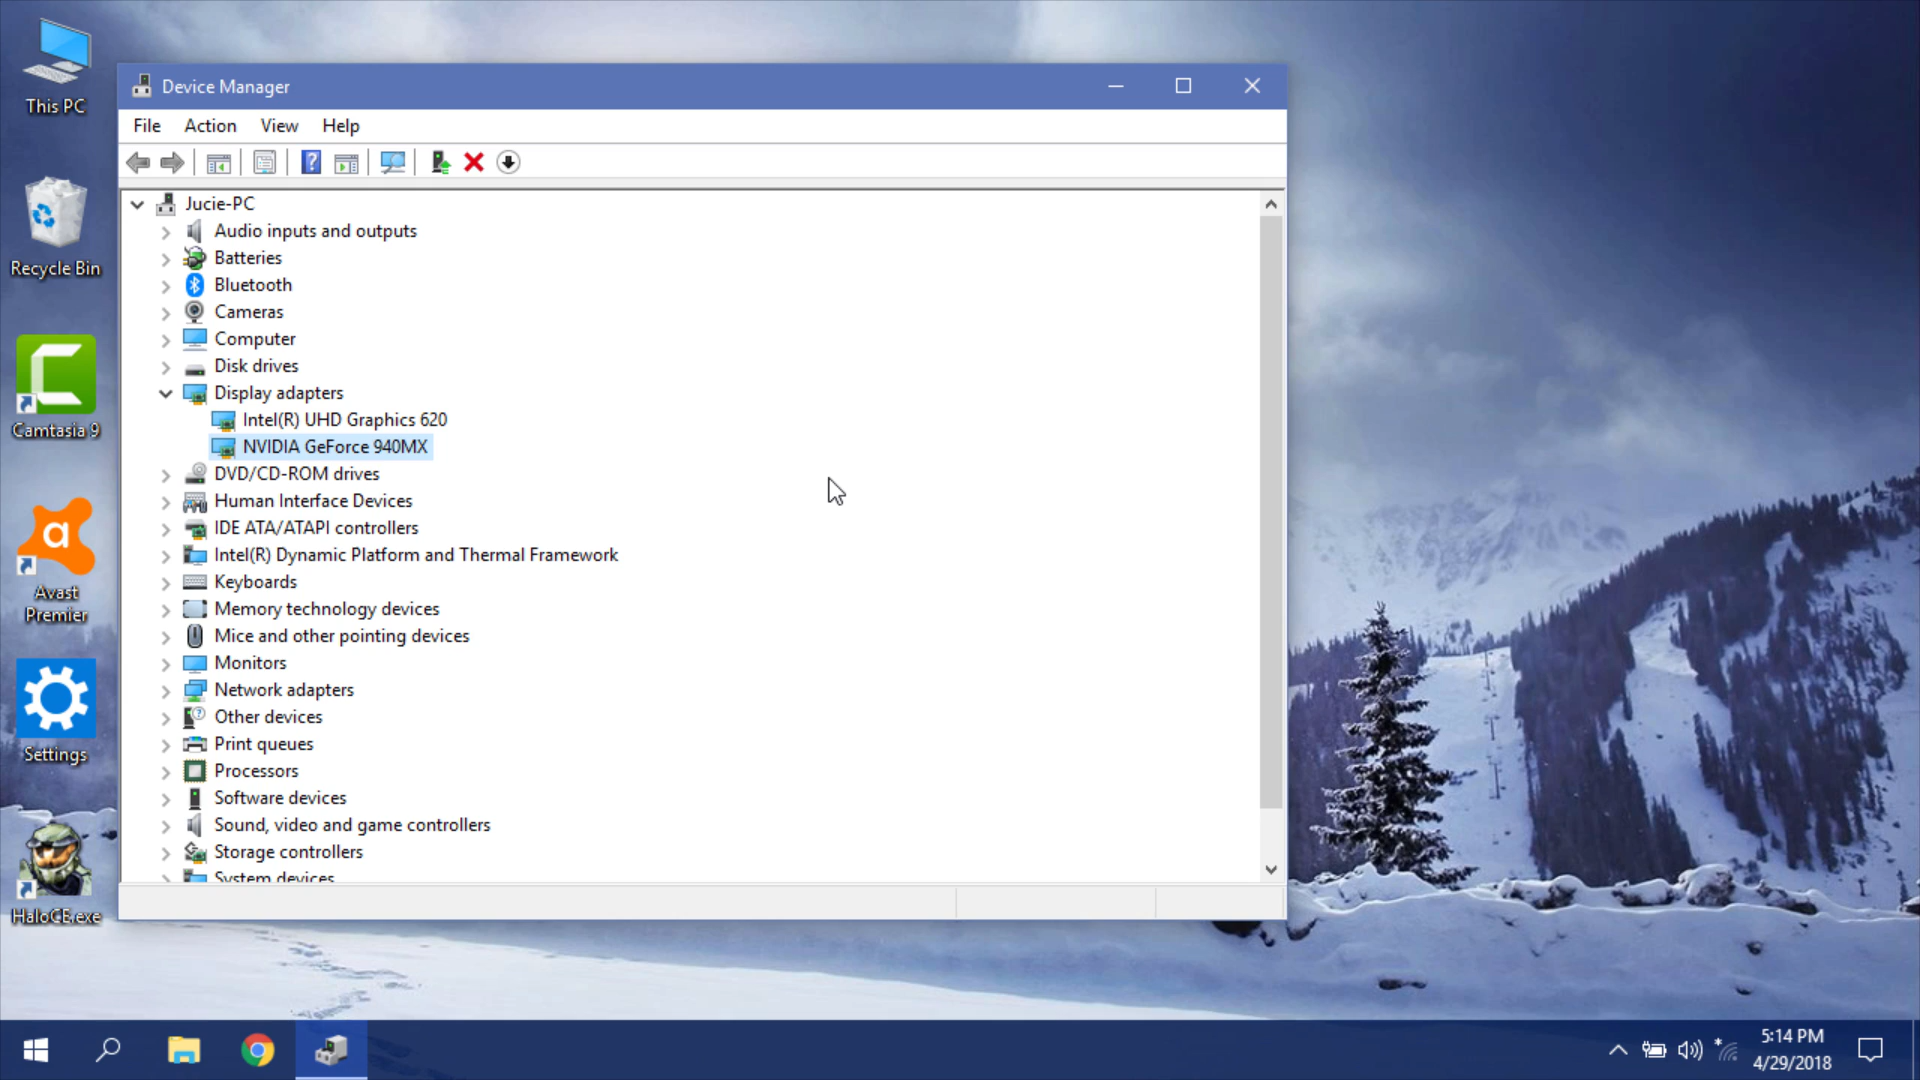 This PC
Recycle Bin
Camtasia 9
Avast
Premier
Settings
HaloCE.exe
Device Manager
File Action View Help
Jucie-PC
Audio inputs and outputs
Batteries
Bluetooth
Cameras
Computer
Disk drives
Display adapters
Intel(R) UHD Graphics 620
NVIDIA GeForce 940MX
DVD/CD-ROM drives
Human Interface Devices
IDE ATA/ATAPI controllers
Intel(R) Dynamic Platform and Thermal Framework
Keyboards
Memory technology devices
Mice and other pointing devices
Monitors
Network adapters
Other devices
Print queues
Processors
Software devices
Sound, video and game controllers
Storage controllers
System devices
5:14 PM
4/29/2018